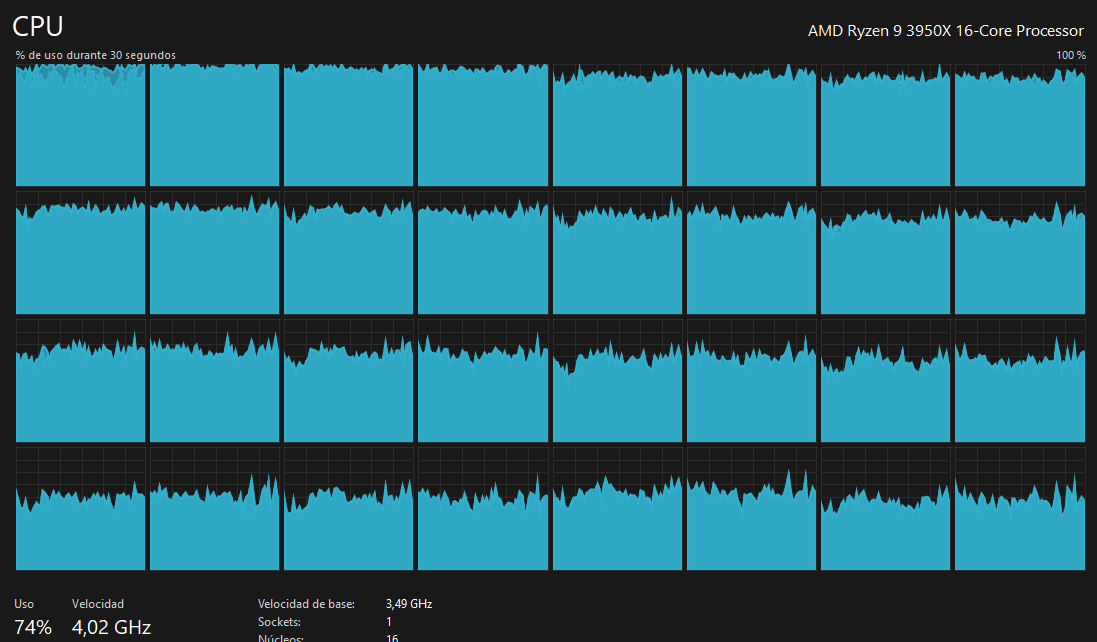 CPU
AMD Ryzen 9 3950X 16-Core Processor
% de uso durante 30 segundos
100 %
Uso
Velocidad
Velocidad de base:
3,49 GHz
74%
4,02 GHz
Sockets:
1
Núcleos:
16